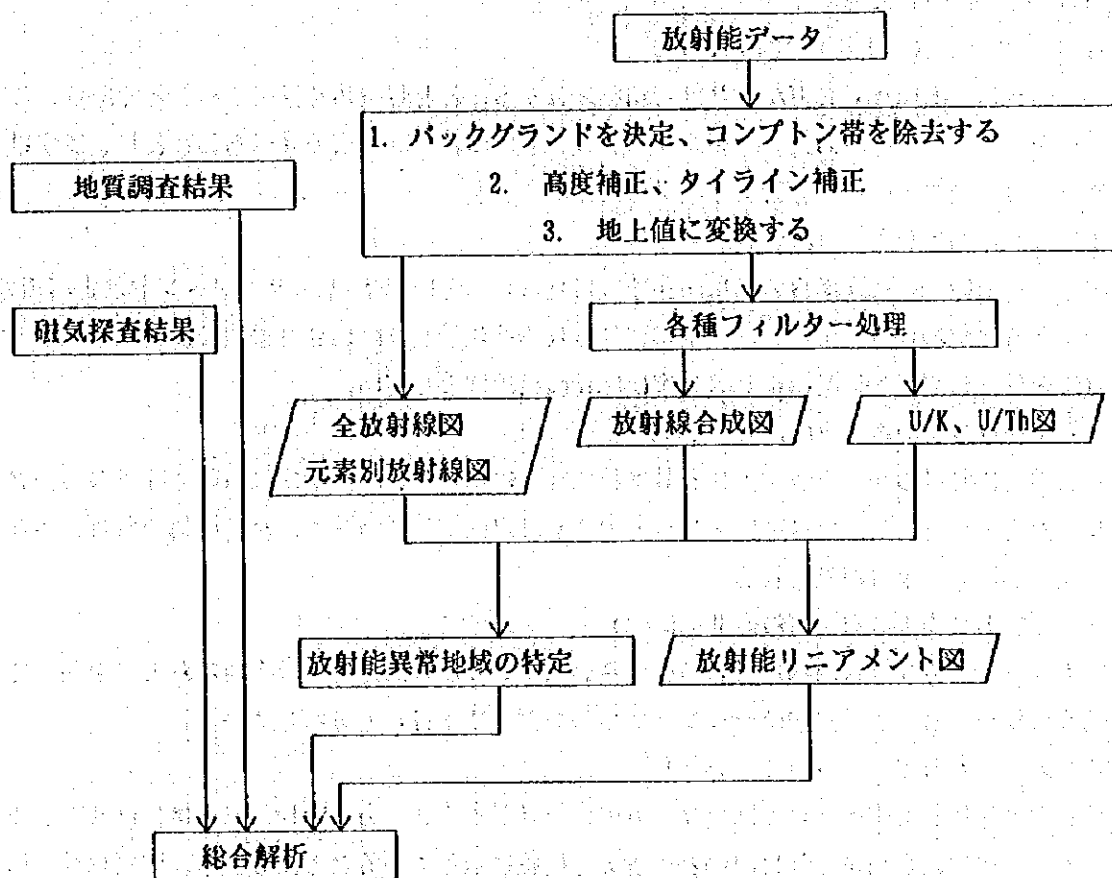 放射能データ
1. バックグランドを決定、コンプトン帯を除去する
2. 高度補正、タイライン補正
3. 地上値に変換する
地質調査結果
磁気探査結果
各種フィルター処理
全放射線図
元素別放射線図
放射線合成図
U/K、U/Th図
放射能異常地域の特定
放射能リニアメント図
総合解析